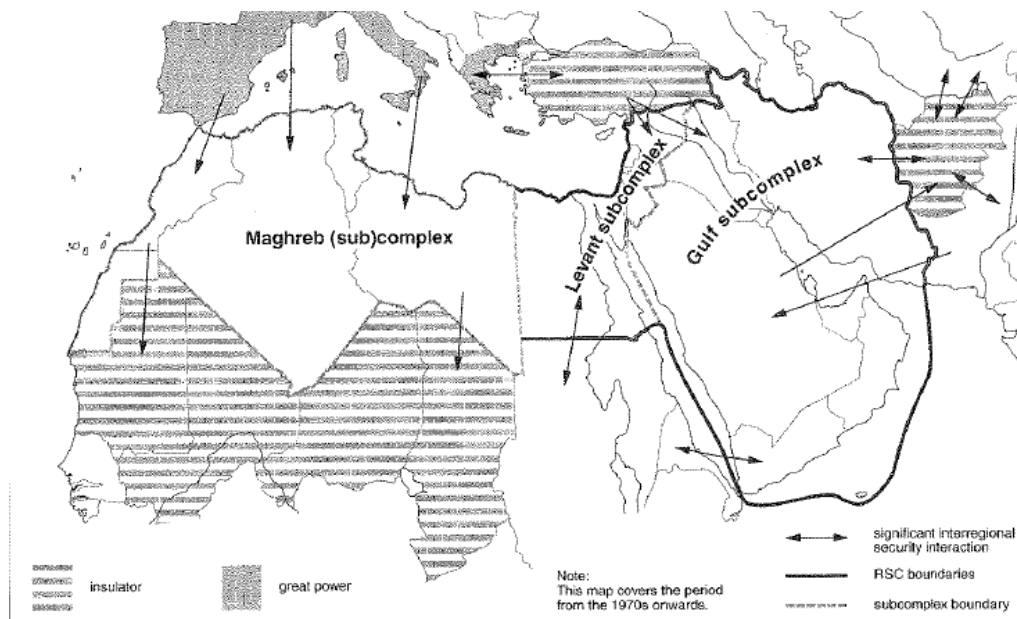 Maghreb (sub)complex
Levant subcomplex
Gulf subcomplex
insulator
great power
Note:
This map covers the period
from the 1970s onwards.
significant interregional
security interaction
RSC boundaries
subcomplex boundary